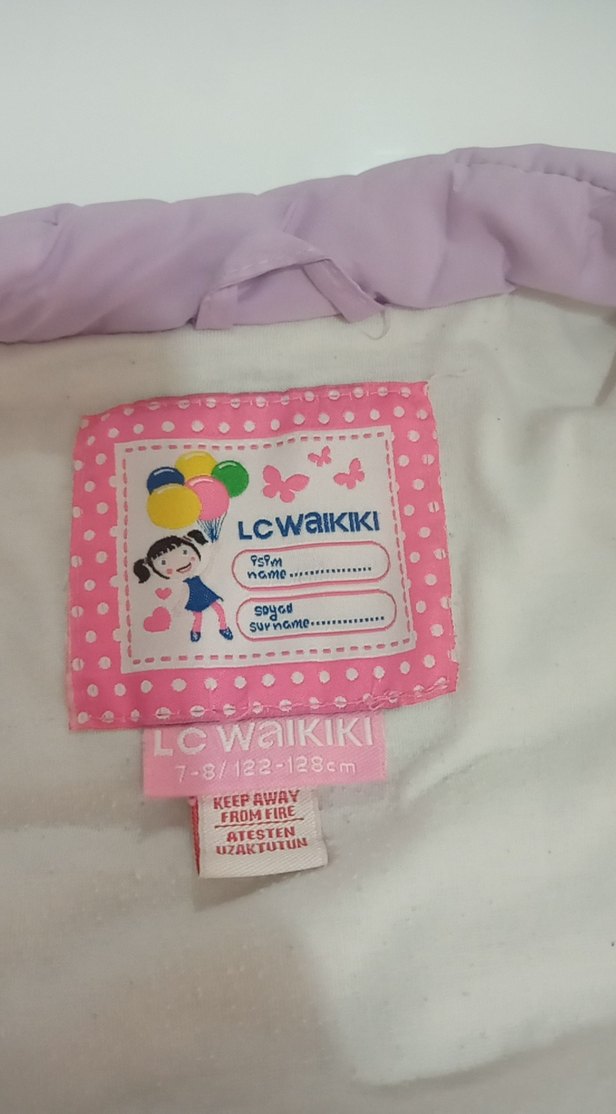 LC WAIKIKI
isim
name
soyad
surname
LC WAIKIKI
7-8/ 122-128cm
KEEP AWAY
FROM FIRE
ATESTEN
UZAKTUTUN